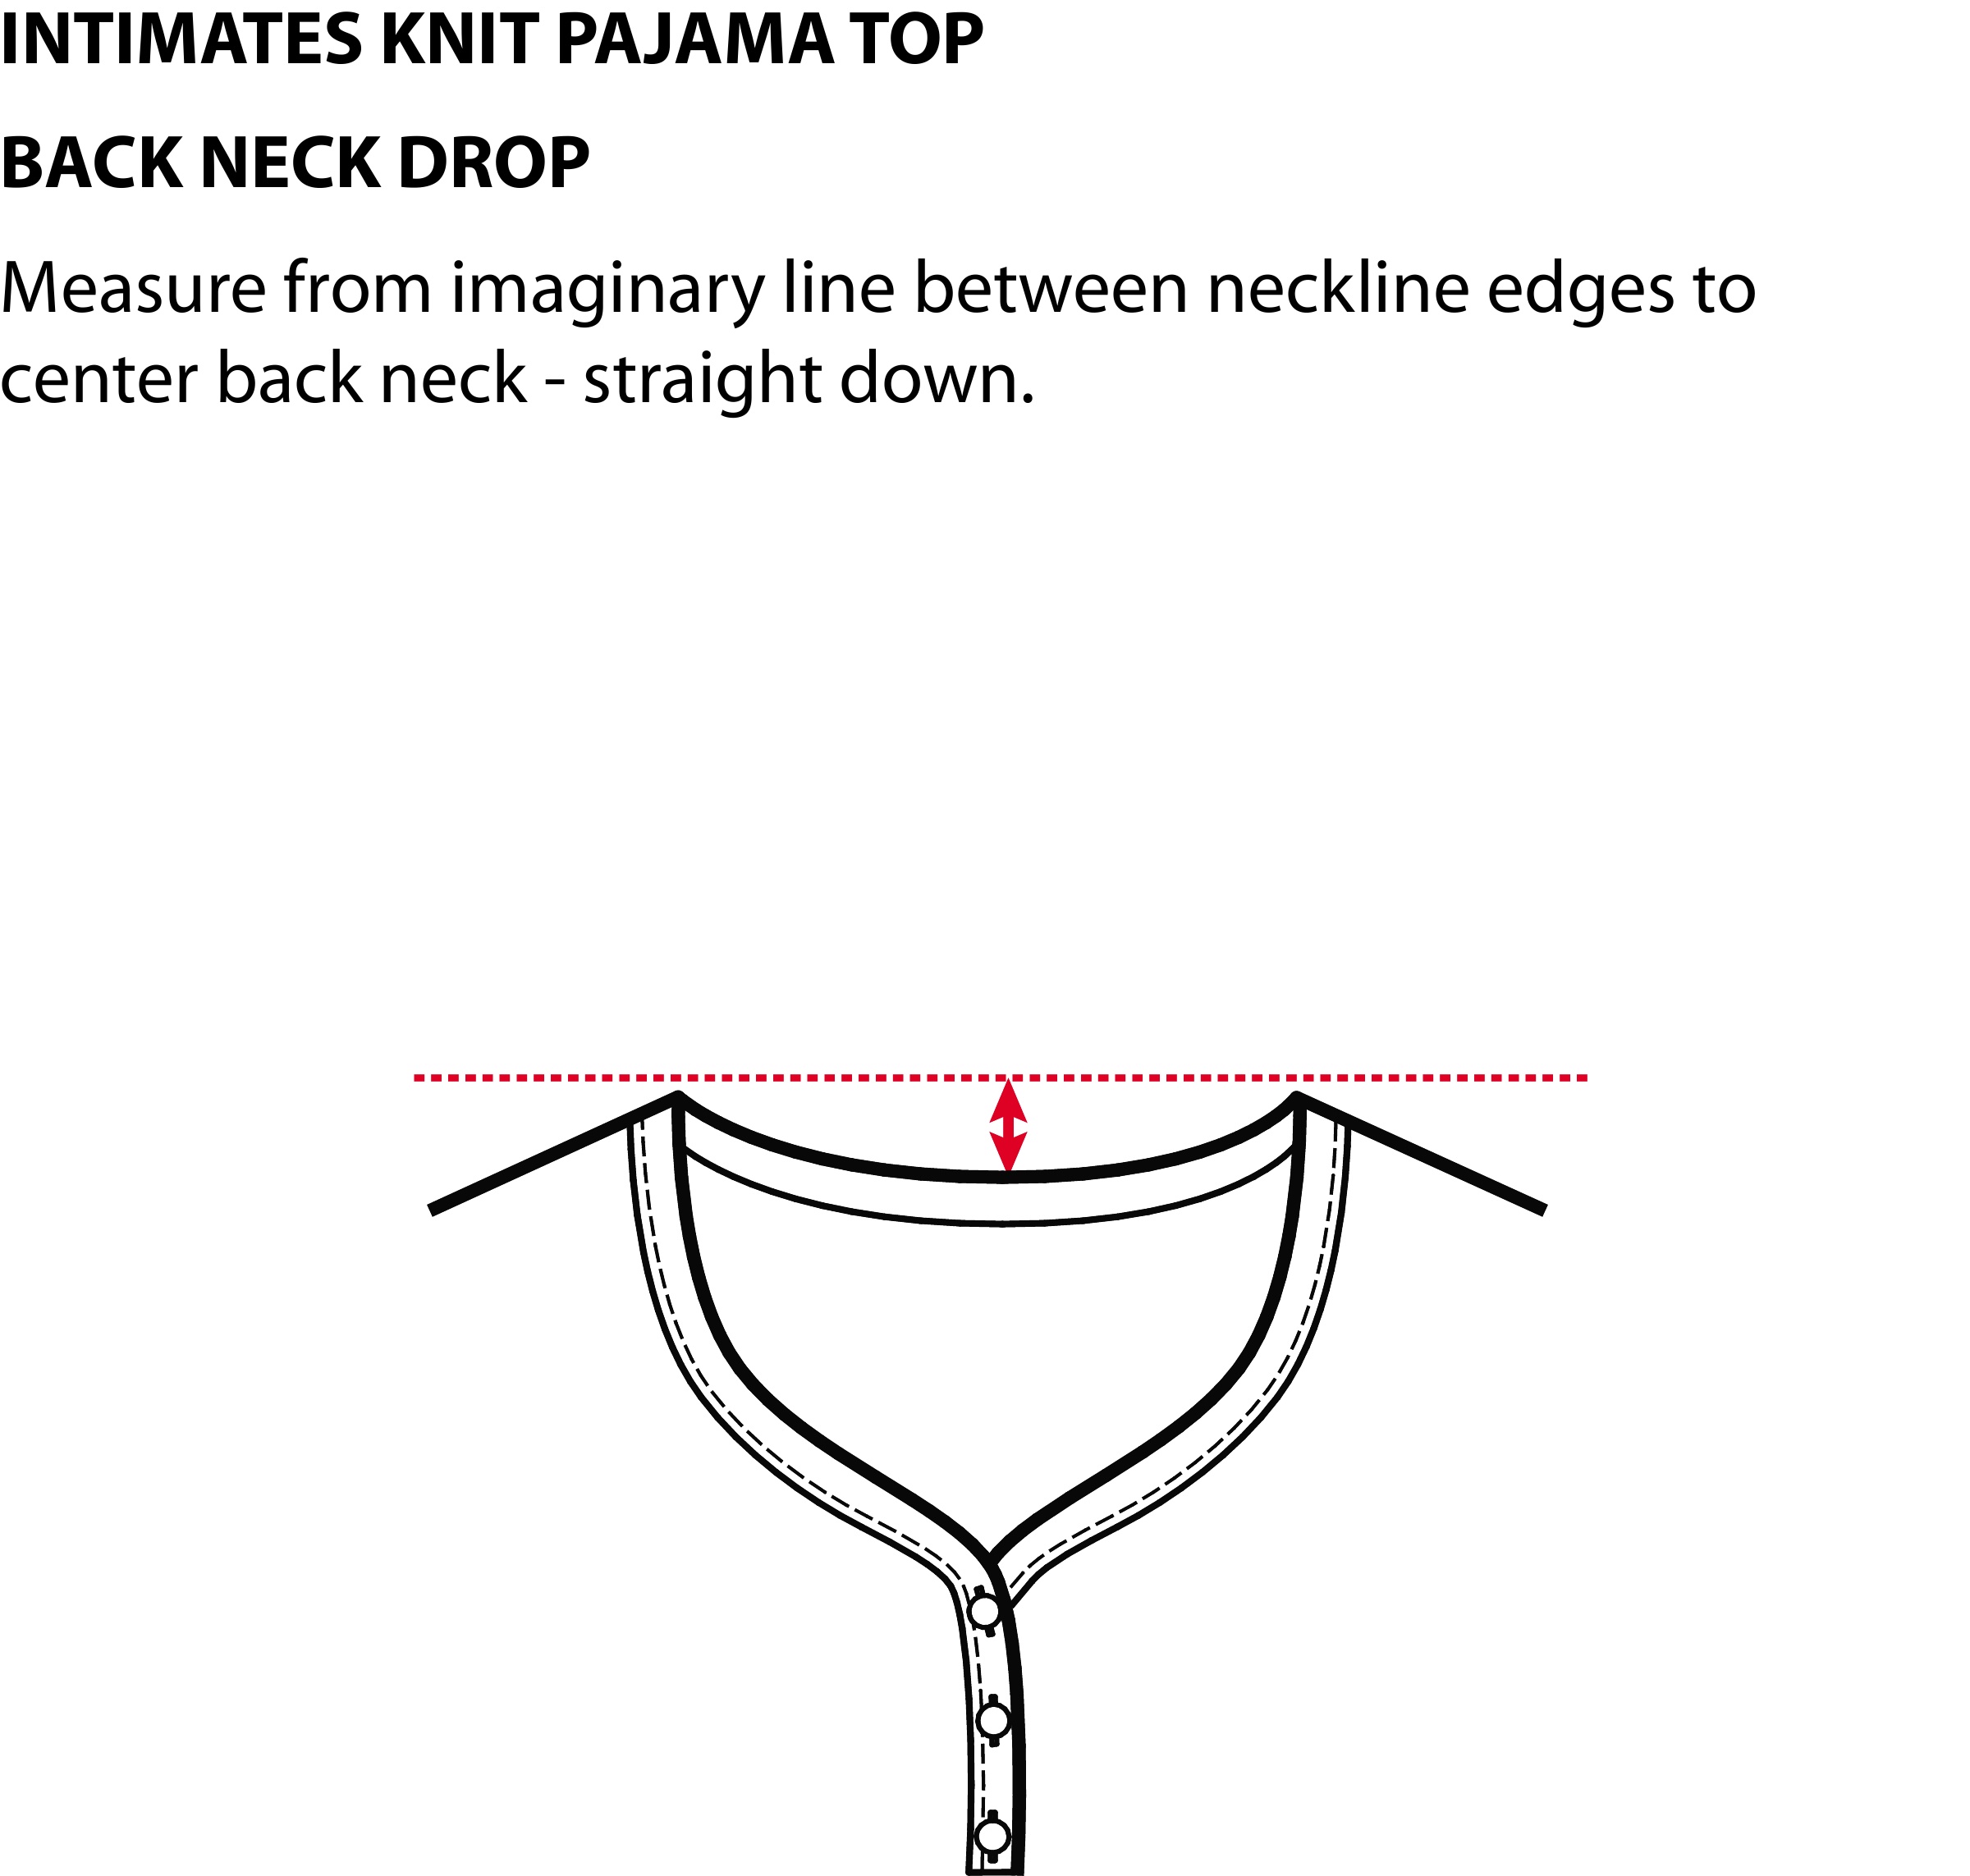 INTIMATES KNIT PAJAMA TOP
BACK NECK DROP
Measure from imaginary line between neckline edges to
center back neck - straight down.